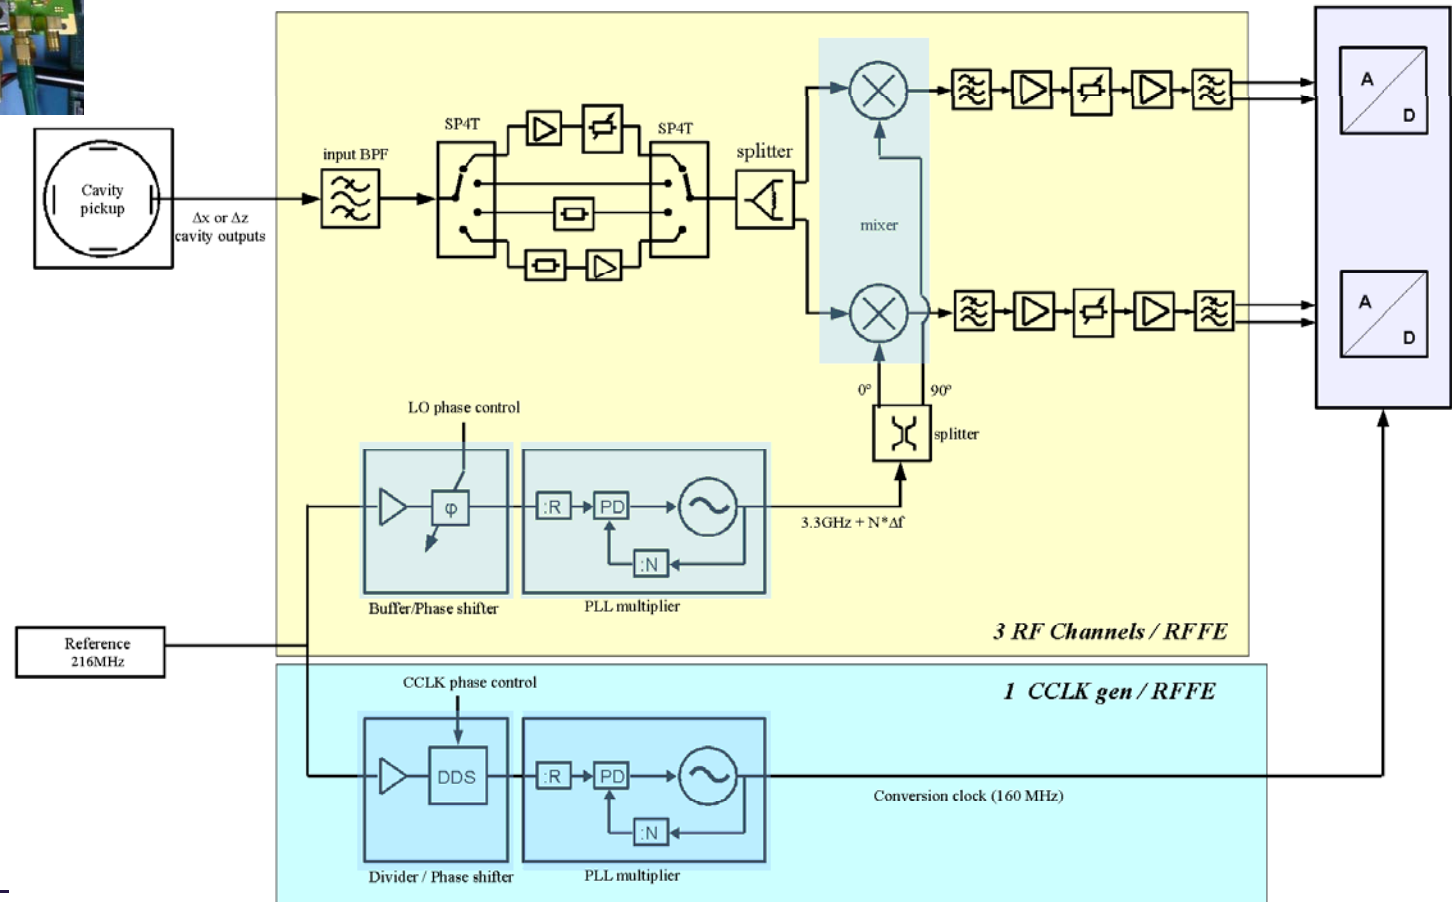 Cavity
pickup
Δx or Δz
cavity outputs
input BPF
SP4T
SP4T
splitter
mixer
A
D
A
D
0°
90°
splitter
LO phase control
φ
:R
PD
:N
3.3GHz + N*Δf
Buffer/Phase shifter
PLL multiplier
3 RF Channels / RFFE
Reference
216MHz
CCLK phase control
1 CCLK gen / RFFE
DDS
:R
PD
:N
Conversion clock (160 MHz)
Divider / Phase shifter
PLL multiplier